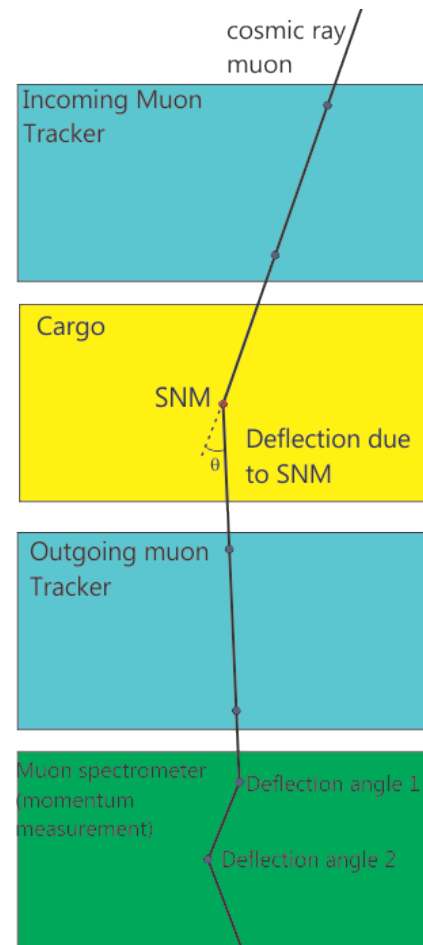 cosmic ray
muon
Incoming Muon
Tracker
Cargo
SNM
Deflection due
to SNM
θ
Outgoing muon
Tracker
Muon spectrometer
(momentum
measurement)
Deflection angle 1
Deflection angle 2